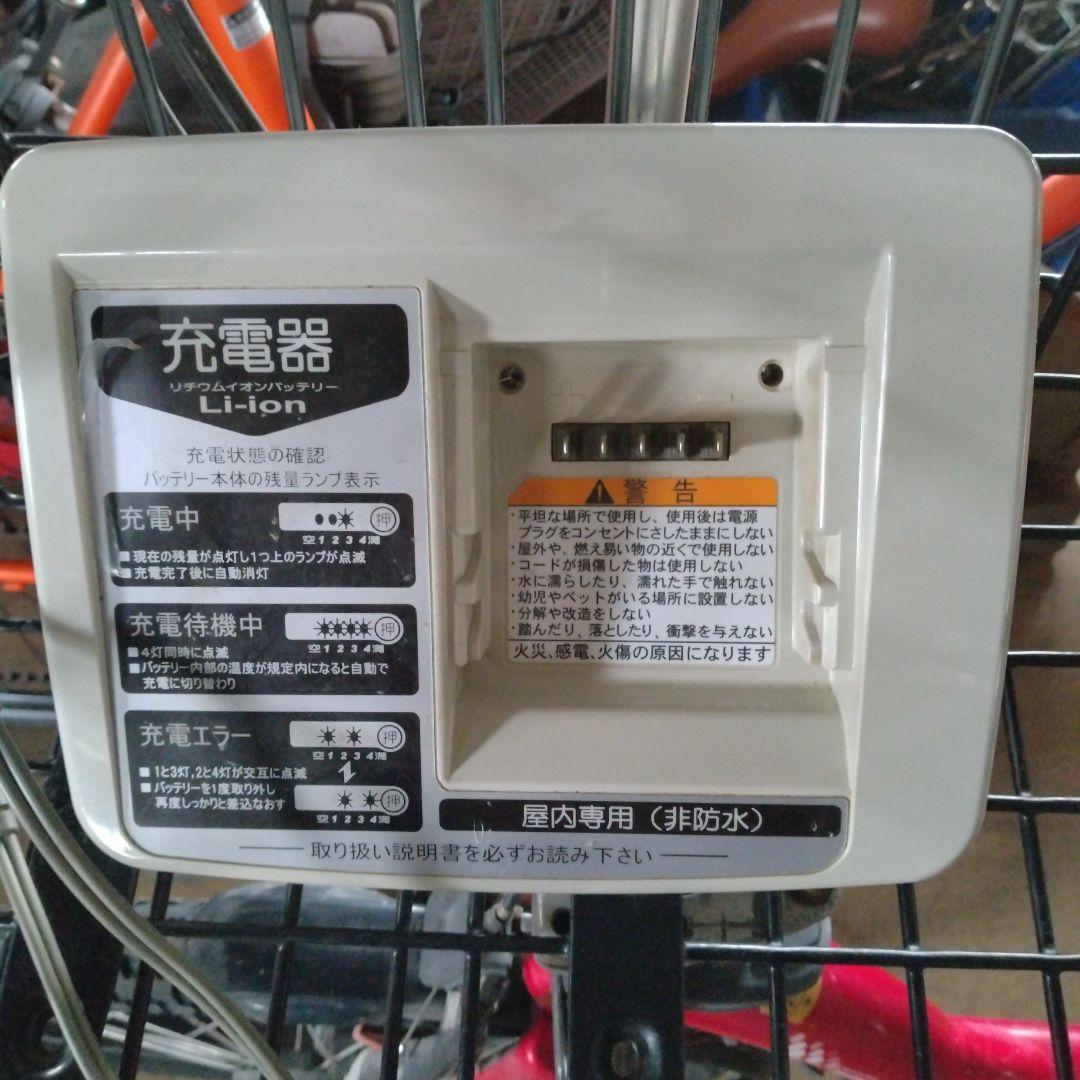 充電器
リチウムイオンバッテリー
Li-ion
充電状態の確認
バッテリー本体の残量ランプ表示
充電中
押
空1234満
■現在の残量が点灯し1つ上のランプが点滅
■充電完了後に自動消灯
充電待機中
押
空1234満
■4灯同時に点滅
■バッテリー内部の温度が規定内になると自動で
充電に切り替わり
充電エラー
押
空1234満
■1と3灯,2と4灯が交互に点滅
■バッテリーを1度取り外し
再度しっかりと差込なおす
押
空1234満
+ −
警告
・平坦な場所で使用し、使用後は電源
プラグをコンセントにさしたままにしない
・屋外や、燃え易い物の近くで使用しない
・コードが損傷した物は使用しない
・水に濡らしたり、濡れた手で触れない
・幼児やペットがいる場所に設置しない
・分解や改造をしない
・踏んだり、落としたり、衝撃を与えない
火災、感電、火傷の原因になります
屋内専用（非防水）
取り扱い説明書を必ずお読み下さい